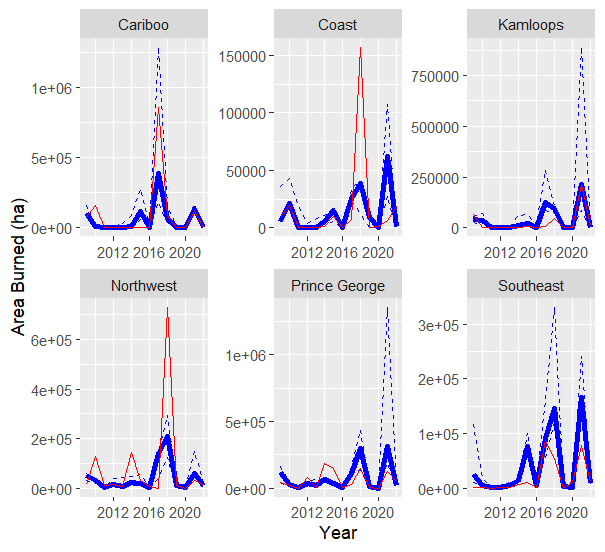 Cariboo Coast Kamloops
1e+06 5e+05 0e+00
150000 100000 50000 0
750000 500000 250000 0
2012 2016 2020 2012 2016 2020 2012 2016 2020
Northwest Prince George Southeast
6e+05 4e+05 2e+05 0e+00
1e+06 5e+05 0e+00
3e+05 2e+05 1e+05 0e+00
2012 2016 2020 2012 2016 2020 2012 2016 2020
Area Burned (ha)
Year